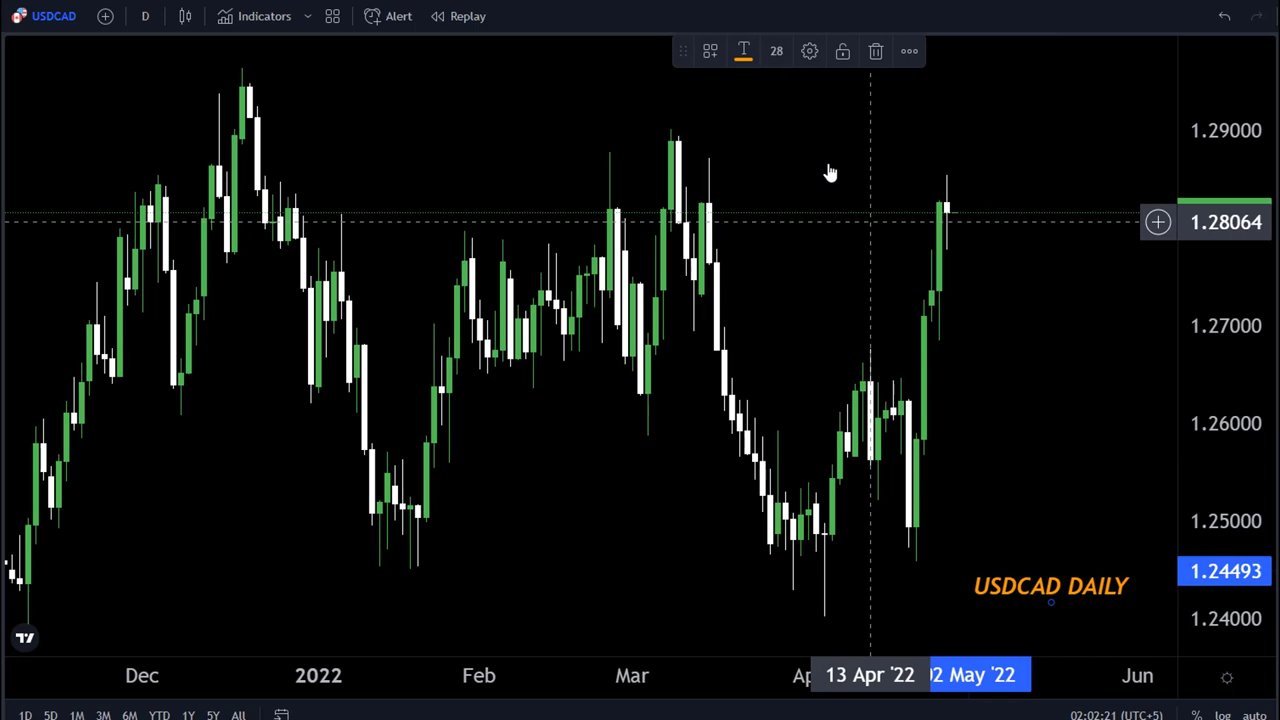 USDCAD D Indicators Alert Replay
T 28
1.29000
1.28064
1.27000
1.26000
1.25000
1.24493
USDCAD DAILY
1.24000
Dec 2022 Feb Mar 13 Apr '22 02 May '22 Jun
1D 5D 1M 3M 6M YTD 1Y 5Y All 02:02:21 (UTC+5) % log auto